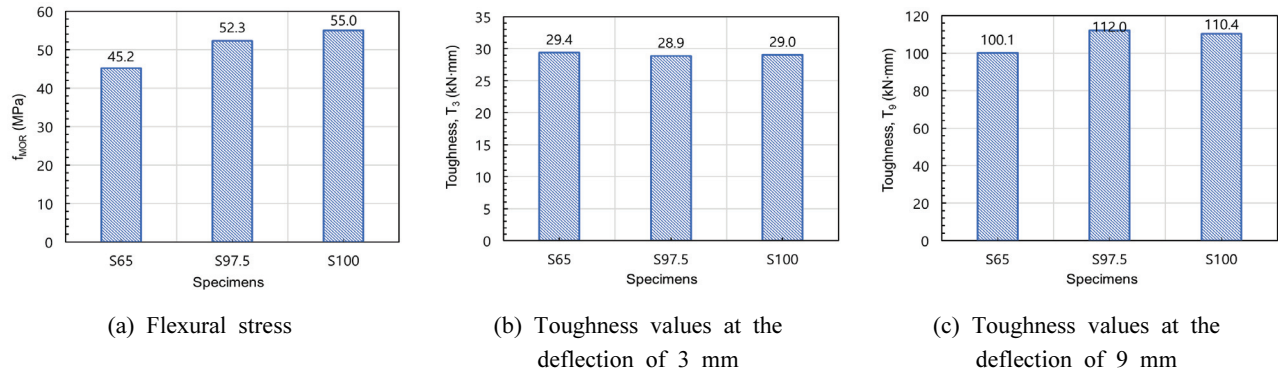 60
50
40
30
20
10
0
f_MOR (MPa)
45.2
52.3
55.0
S65
S97.5
S100
Specimens
(a) Flexural stress
35
30
25
20
15
10
5
0
Toughness, T_3 (kN·mm)
29.4
28.9
29.0
S65
S97.5
S100
Specimens
(b) Toughness values at the
deflection of 3 mm
120
100
80
60
40
20
0
Toughness, T_9 (kN·mm)
100.1
112.0
110.4
S65
S97.5
S100
Specimens
(c) Toughness values at the
deflection of 9 mm